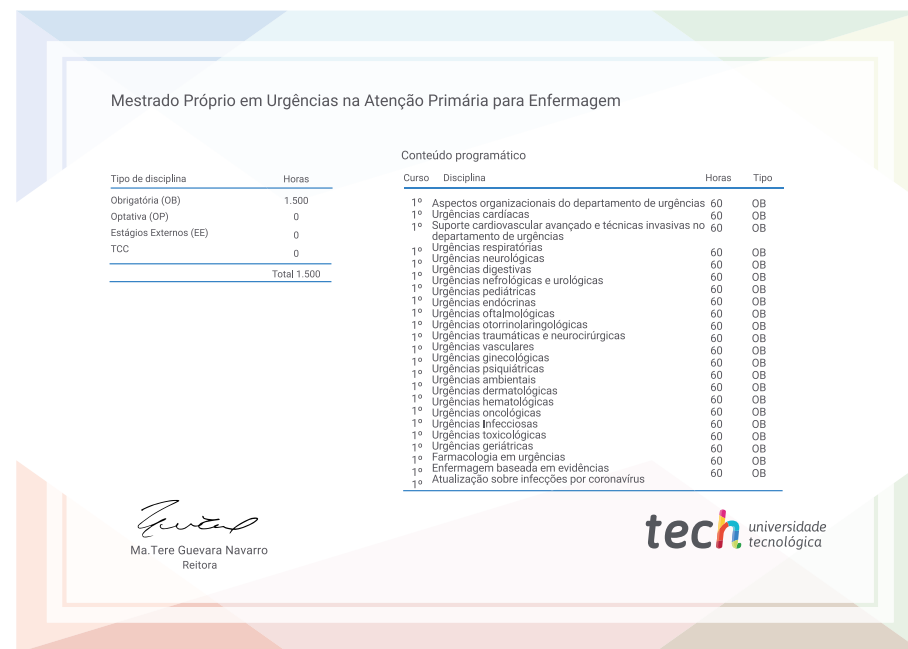 Mestrado Próprio em Urgências na Atenção Primária para Enfermagem
Tipo de disciplina Horas
Obrigatória (OB) 1.500
Optativa (OP) 0
Estágios Externos (EE) 0
TCC 0
Total 1.500
Conteúdo programático
Curso Disciplina Horas Tipo
1º Aspectos organizacionais do departamento de urgências 60 OB
1º Urgências cardíacas 60 OB
1º Suporte cardiovascular avançado e técnicas invasivas no 60 OB
departamento de urgências
1º Urgências respiratórias 60 OB
1º Urgências neurológicas 60 OB
1º Urgências digestivas 60 OB
1º Urgências nefrológicas e urológicas 60 OB
1º Urgências pediátricas 60 OB
1º Urgências endócrinas 60 OB
1º Urgências oftalmológicas 60 OB
1º Urgências otorrinolaringológicas 60 OB
1º Urgências traumáticas e neurocirúrgicas 60 OB
1º Urgências vasculares 60 OB
1º Urgências ginecológicas 60 OB
1º Urgências psiquiátricas 60 OB
1º Urgências ambientais 60 OB
1º Urgências dermatológicas 60 OB
1º Urgências hematológicas 60 OB
1º Urgências oncológicas 60 OB
1º Urgências Infecciosas 60 OB
1º Urgências toxicológicas 60 OB
1º Urgências geriátricas 60 OB
Farmacologia em urgências
Enfermagem baseada em evidências
1º Atualização sobre infecções por coronavírus
Ma.Tere Guevara Navarro
Reitora
tech universidade
tecnológica